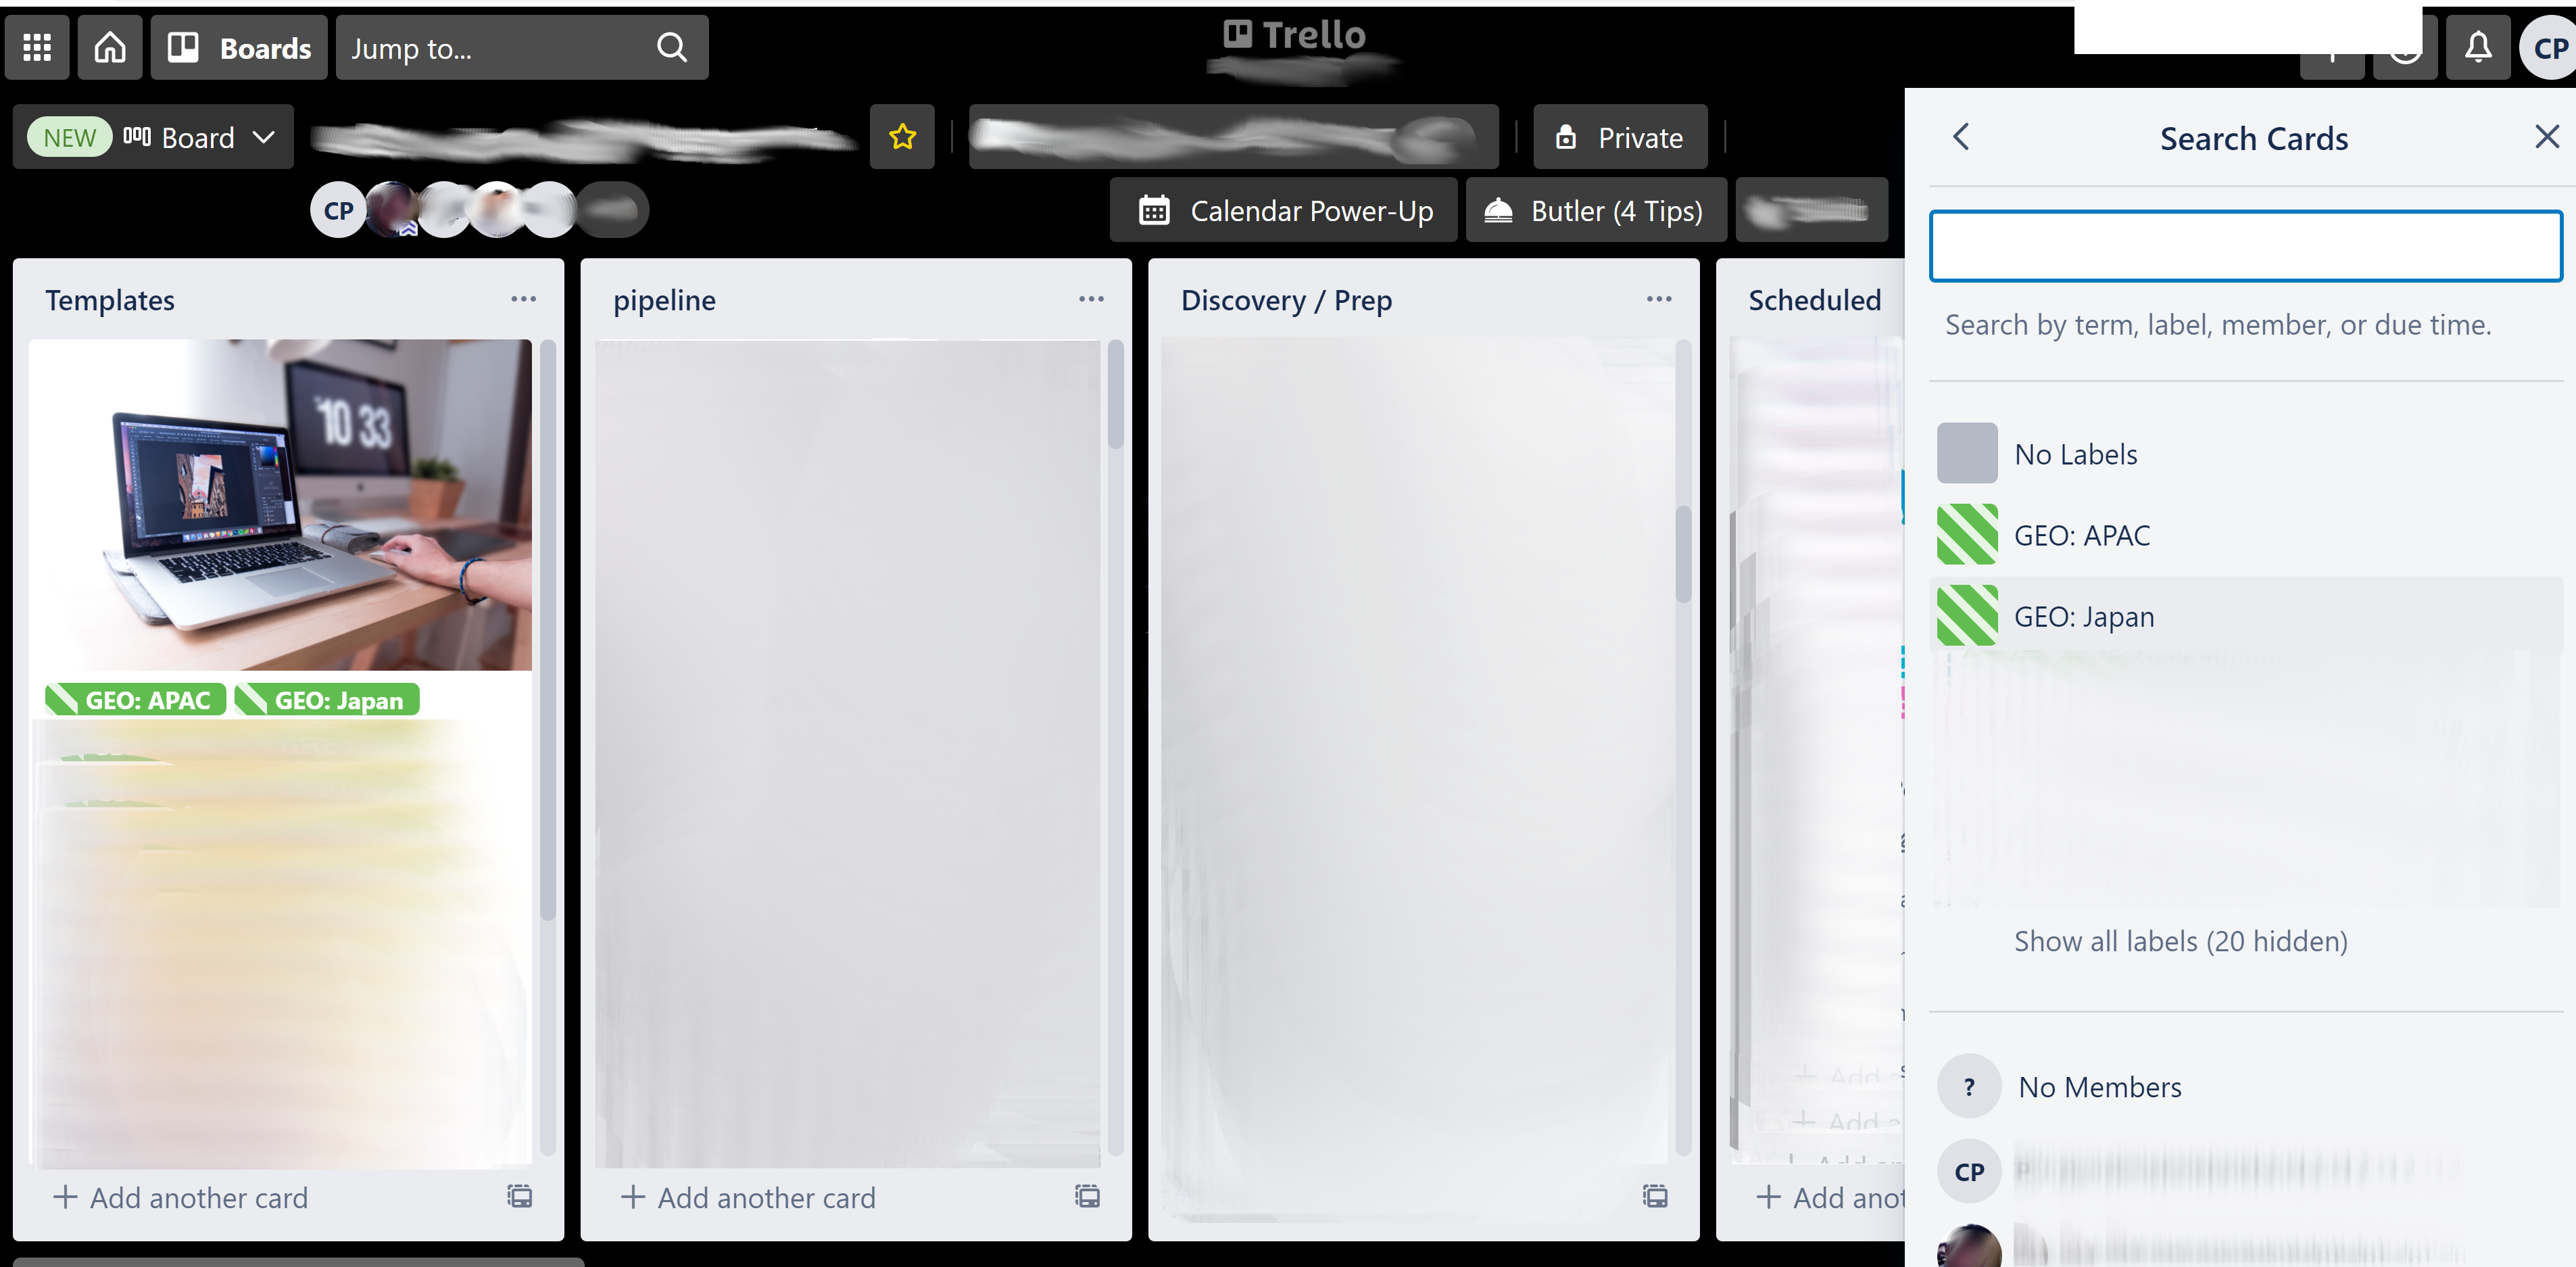 Boards
Jump to...
Trello
CP
NEW
Board
Private
CP
Calendar Power-Up
Butler (4 Tips)
Templates
pipeline
Discovery / Prep
Scheduled
10 33
GEO: APAC
GEO: Japan
Add another card
Add another card
Search Cards
Search by term, label, member, or due time.
No Labels
GEO: APAC
GEO: Japan
Show all labels (20 hidden)
? No Members
CP